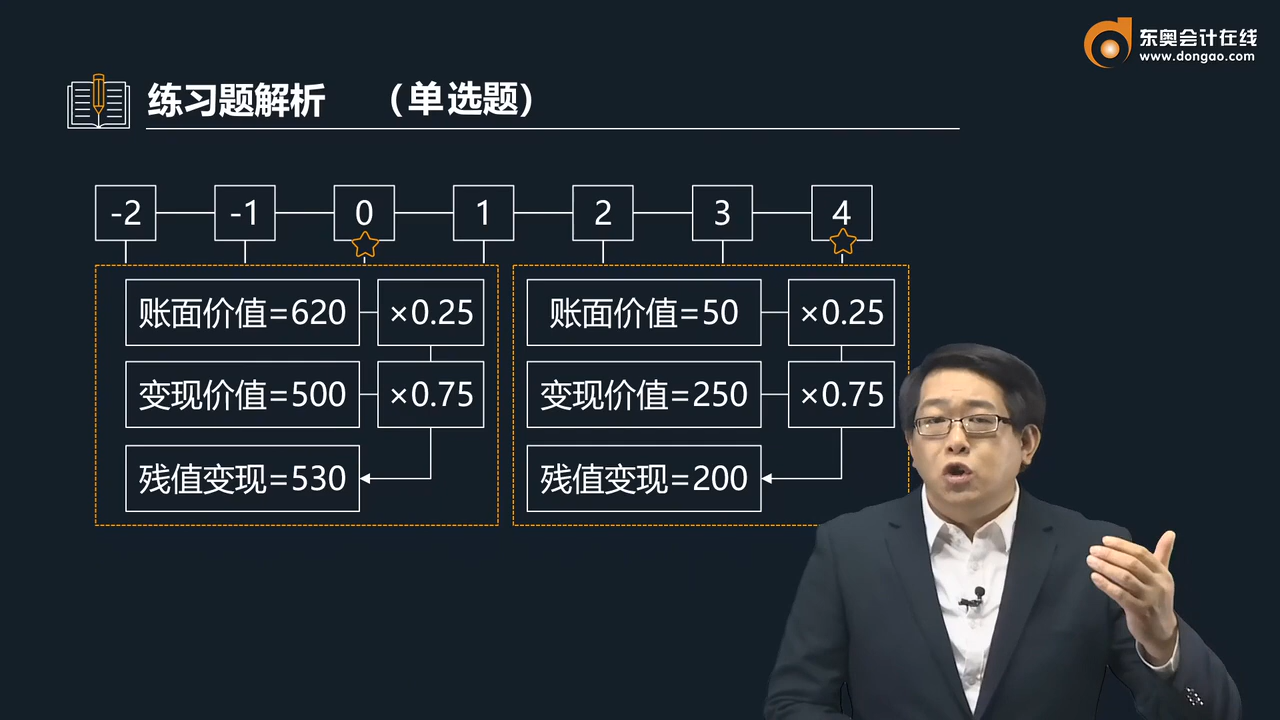 东奥会计在线
www.dongao.com
练习题解析 （单选题）
-2 -1 0 1 2 3 4
账面价值=620 ×0.25 账面价值=50 ×0.25
变现价值=500 ×0.75 变现价值=250 ×0.75
残值变现=530 残值变现=200